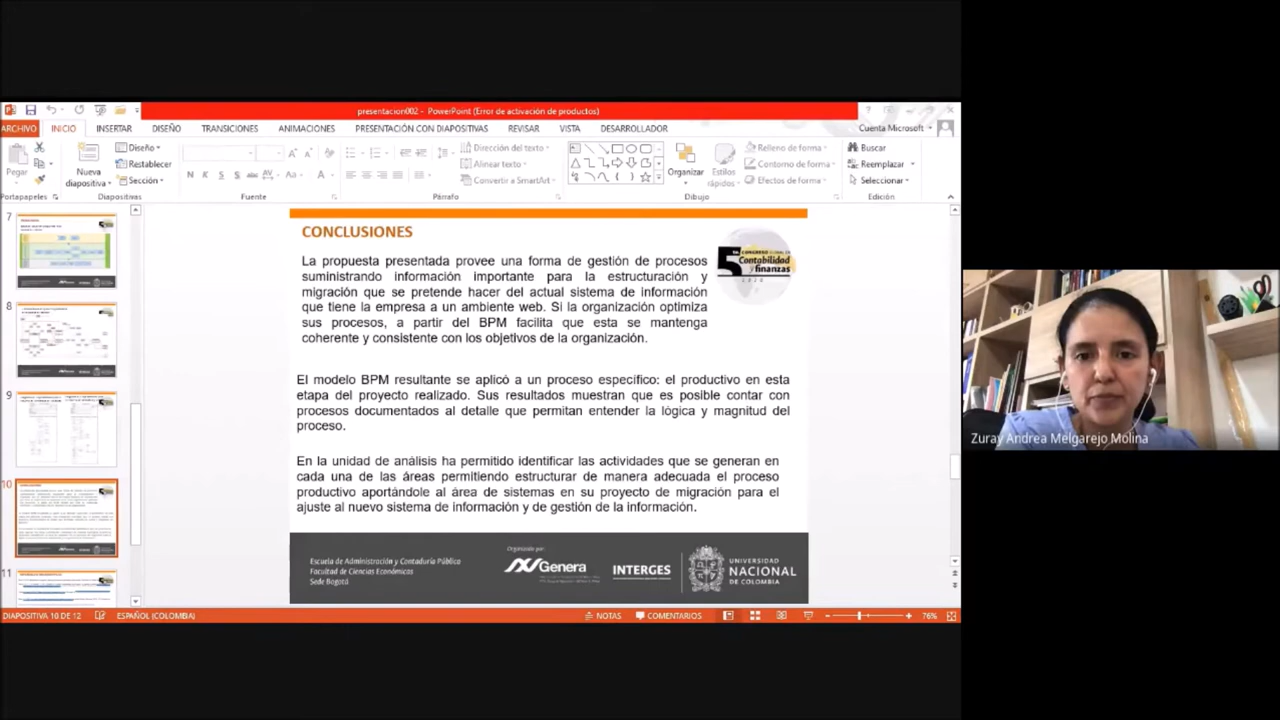 presentacion002 - PowerPoint (Error de activación de productos)
ARCHIVO INICIO INSERTAR DISEÑO TRANSICIONES ANIMACIONES PRESENTACIÓN CON DIAPOSITIVAS REVISAR VISTA DESARROLLADOR
Cuenta Microsoft
Pegar
Nueva
diapositiva
Diseño
Restablecer
Sección
Dirección del texto
Alinear texto
Convertir a SmartArt
Organizar
Estilos
rápidos
Relleno de forma
Contorno de forma
Efectos de forma
Buscar
Reemplazar
Seleccionar
Portapapeles
Diapositivas
Fuente
Párrafo
Dibujo
Edición
7
8
9
10
11
CONCLUSIONES
La propuesta presentada provee una forma de gestión de procesos
suministrando información importante para la estructuración y
migración que se pretende hacer del actual sistema de información
que tiene la empresa a un ambiente web. Si la organización optimiza
sus procesos, a partir del BPM facilita que esta se mantenga
coherente y consistente con los objetivos de la organización.
5 CONGRESO
Contabilidad
y finanzas
2020
El modelo BPM resultante se aplicó a un proceso específico: el productivo en esta
etapa del proyecto realizado. Sus resultados muestran que es posible contar con
procesos documentados al detalle que permitan entender la lógica y magnitud del
proceso.
En la unidad de análisis ha permitido identificar las actividades que se generan en
cada una de las áreas permitiendo estructurar de manera adecuada el proceso
productivo aportándole al área de sistemas en su proyecto de migración para el
ajuste al nuevo sistema de información y de gestión de la información.
Escuela de Administración y Contaduría Pública
Facultad de Ciencias Económicas
Sede Bogotá
Organizado por:
Genera
INTERGES
UNIVERSIDAD
NACIONAL
DE COLOMBIA
DIAPOSITIVA 10 DE 12 ESPAÑOL (COLOMBIA) NOTAS COMENTARIOS 76%
Zuray Andrea Melgarejo Molina